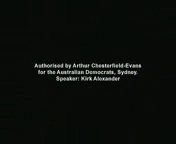 Authorised by Arthur Chesterfield-Evans
for the Australian Democrats, Sydney.
Speaker: Kirk Alexander